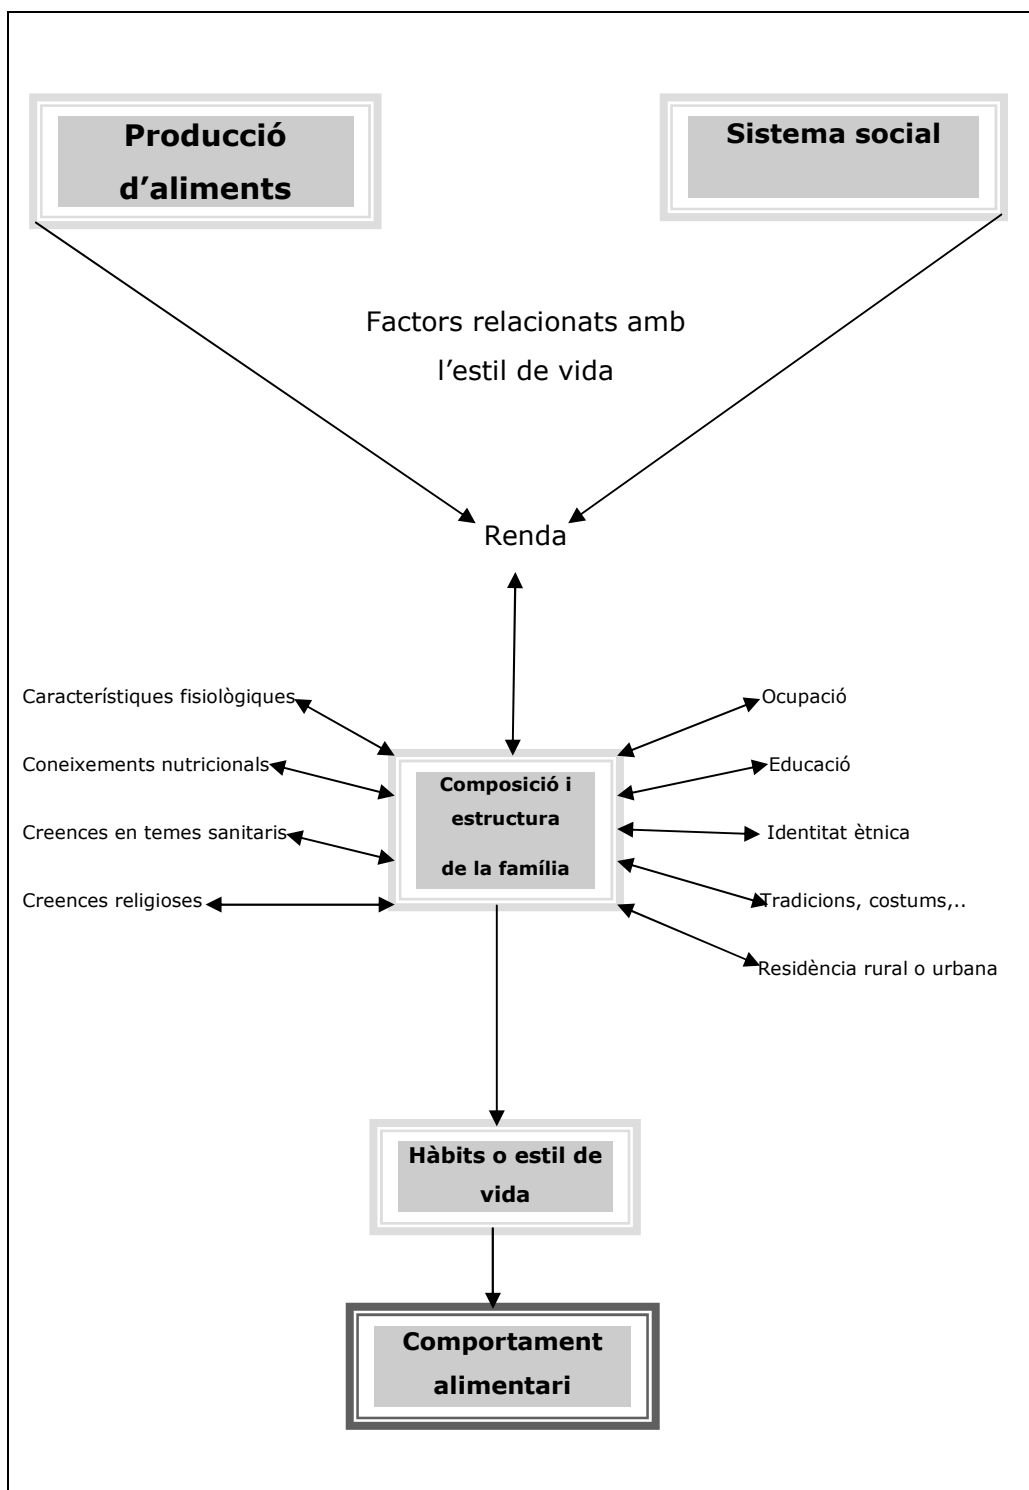 Producció
d’aliments
Sistema social
Factors relacionats amb
l’estil de vida
Renda
Característiques fisiològiques
Coneixements nutricionals
Creences en temes sanitaris
Creences religioses
Composició i
estructura
de la família
Ocupació
Educació
Identitat ètnica
Tradicions, costums,..
Residència rural o urbana
Hàbits o estil de
vida
Comportament
alimentari